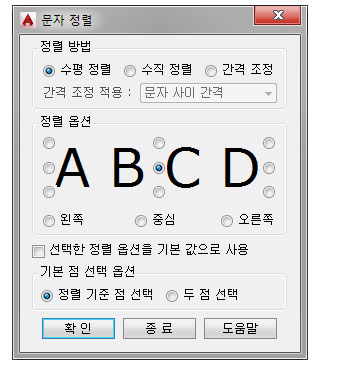 문자 정렬
정렬 방법
수평 정렬 수직 정렬 간격 조정
간격 조정 적용 : 문자 사이 간격
정렬 옵션
A B C D
왼쪽 중심 오른쪽
선택한 정렬 옵션을 기본 값으로 사용
기본 점 선택 옵션
정렬 기준 점 선택 두 점 선택
확 인 종 료 도움말